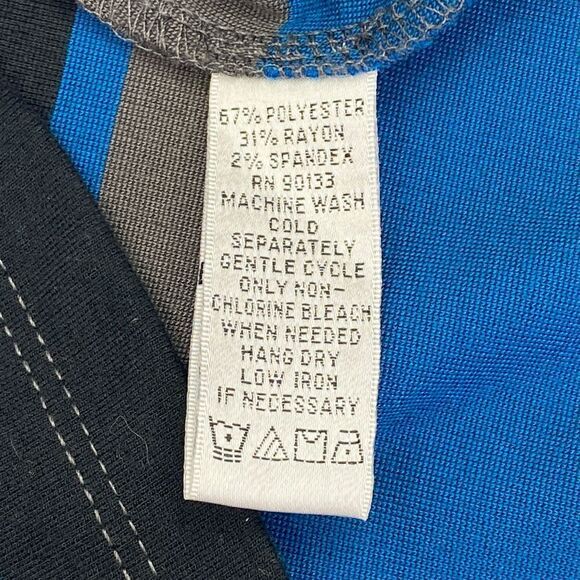 67% POLYESTER
31% RAYON
2% SPANDEX
RN 90133
MACHINE WASH
COLD
SEPARATELY
GENTLE CYCLE
ONLY NON-
CHLORINE BLEACH
WHEN NEEDED
HANG DRY
LOW IRON
IF NECESSARY